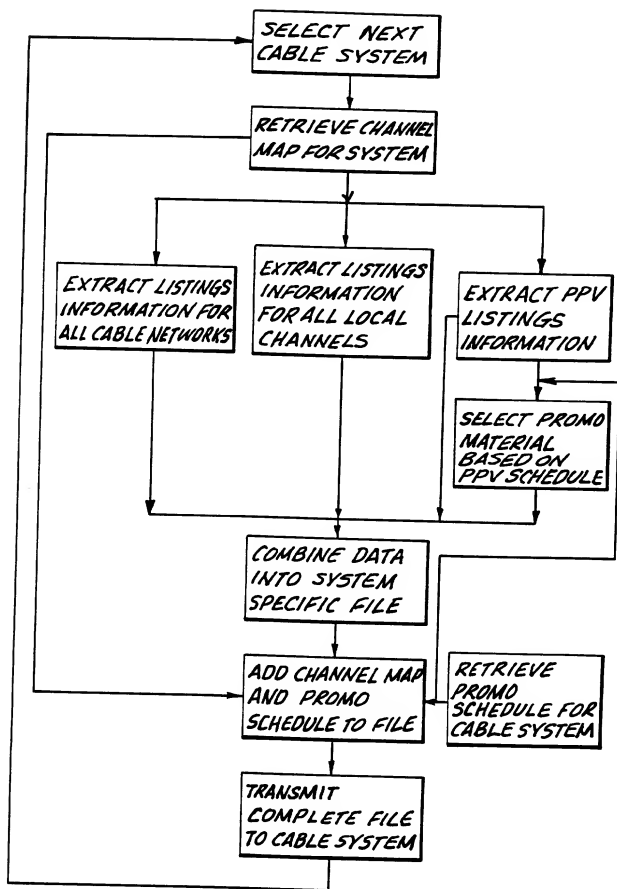 SELECT NEXT
CABLE SYSTEM
RETRIEVE CHANNEL
MAP FOR SYSTEM
EXTRACT LISTINGS
INFORMATION FOR
ALL CABLE NETWORKS
EXTRACT LISTINGS
INFORMATION
FOR ALL LOCAL
CHANNELS
EXTRACT PPV
LISTINGS
INFORMATION
SELECT PROMO
MATERIAL
BASED ON
PPV SCHEDULE
COMBINE DATA
INTO SYSTEM
SPECIFIC FILE
ADD CHANNEL MAP
AND PROMO
SCHEDULE TO FILE
RETRIEVE
PROMO
SCHEDULE FOR
CABLE SYSTEM
TRANSMIT
COMPLETE FILE
TO CABLE SYSTEM